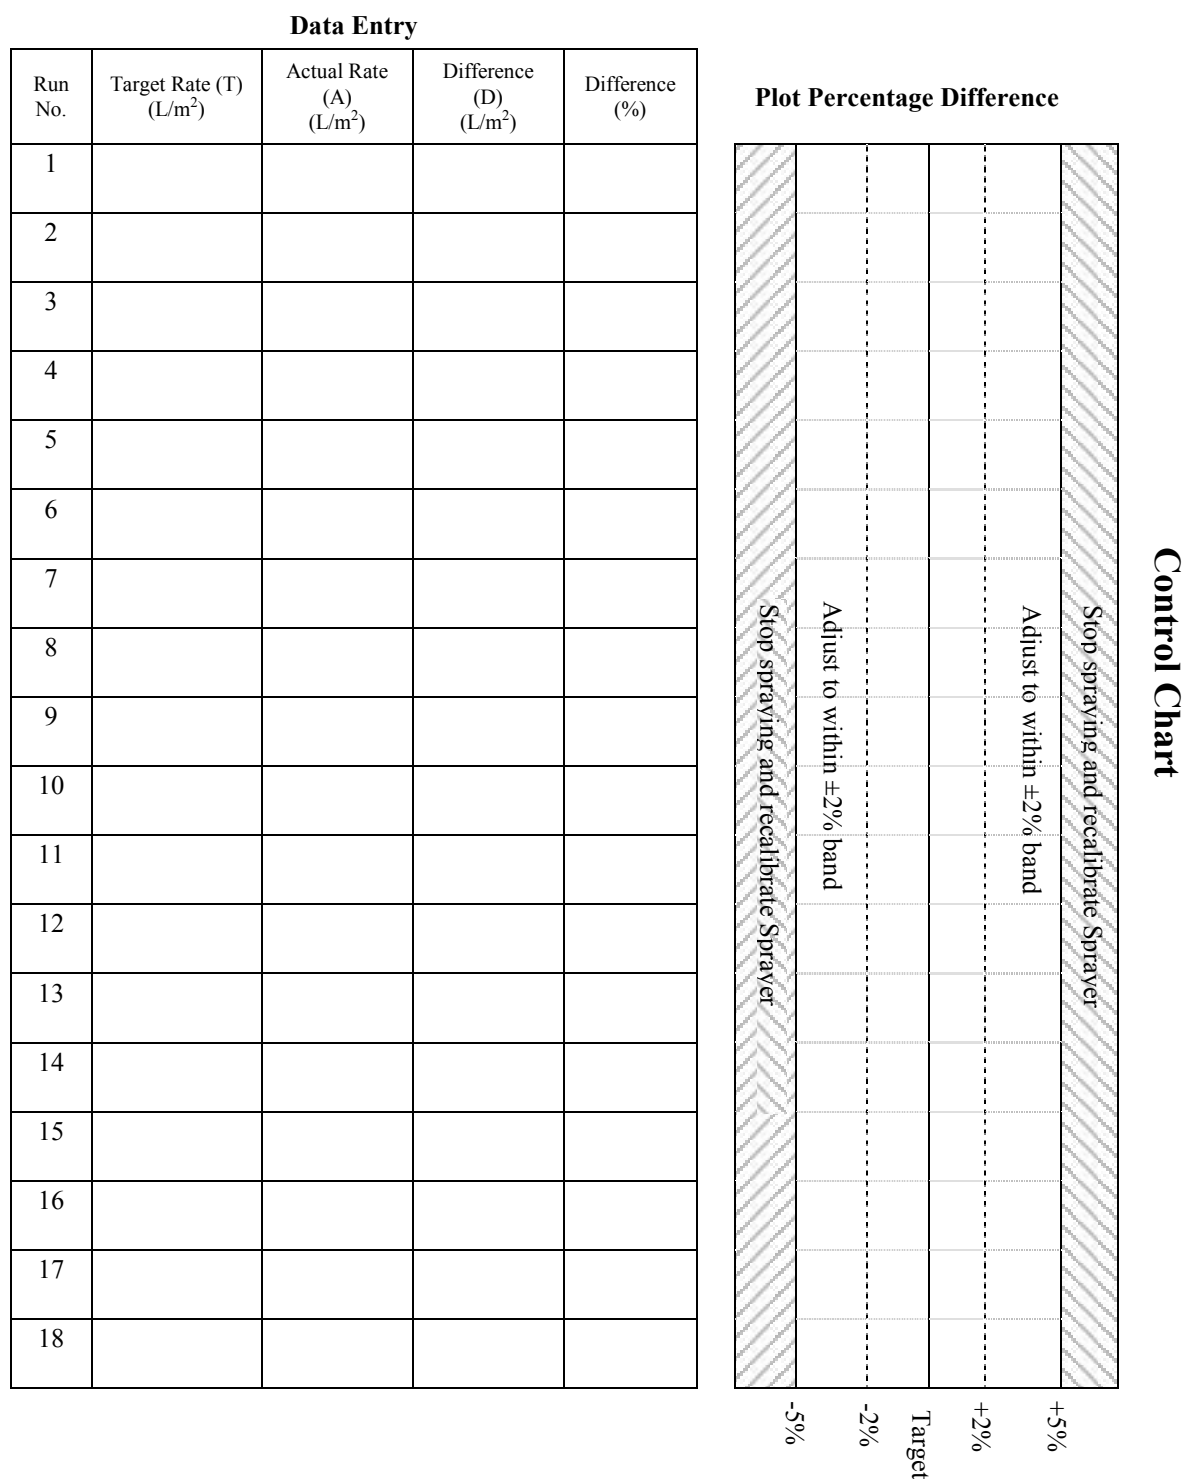 Data Entry
Run
No.
Target Rate (T)
(L/m²)
Actual Rate
(A)
(L/m²)
Difference
(D)
(L/m²)
Difference
(%)
1
2
3
4
5
6
7
8
9
10
11
12
13
14
15
16
17
18
Plot Percentage Difference
Stop spraying and recalibrate Sprayer
Adjust to within ±2% band
Adjust to within ±2% band
Stop spraying and recalibrate Sprayer
-5%
-2%
Target
+2%
+5%
Control Chart